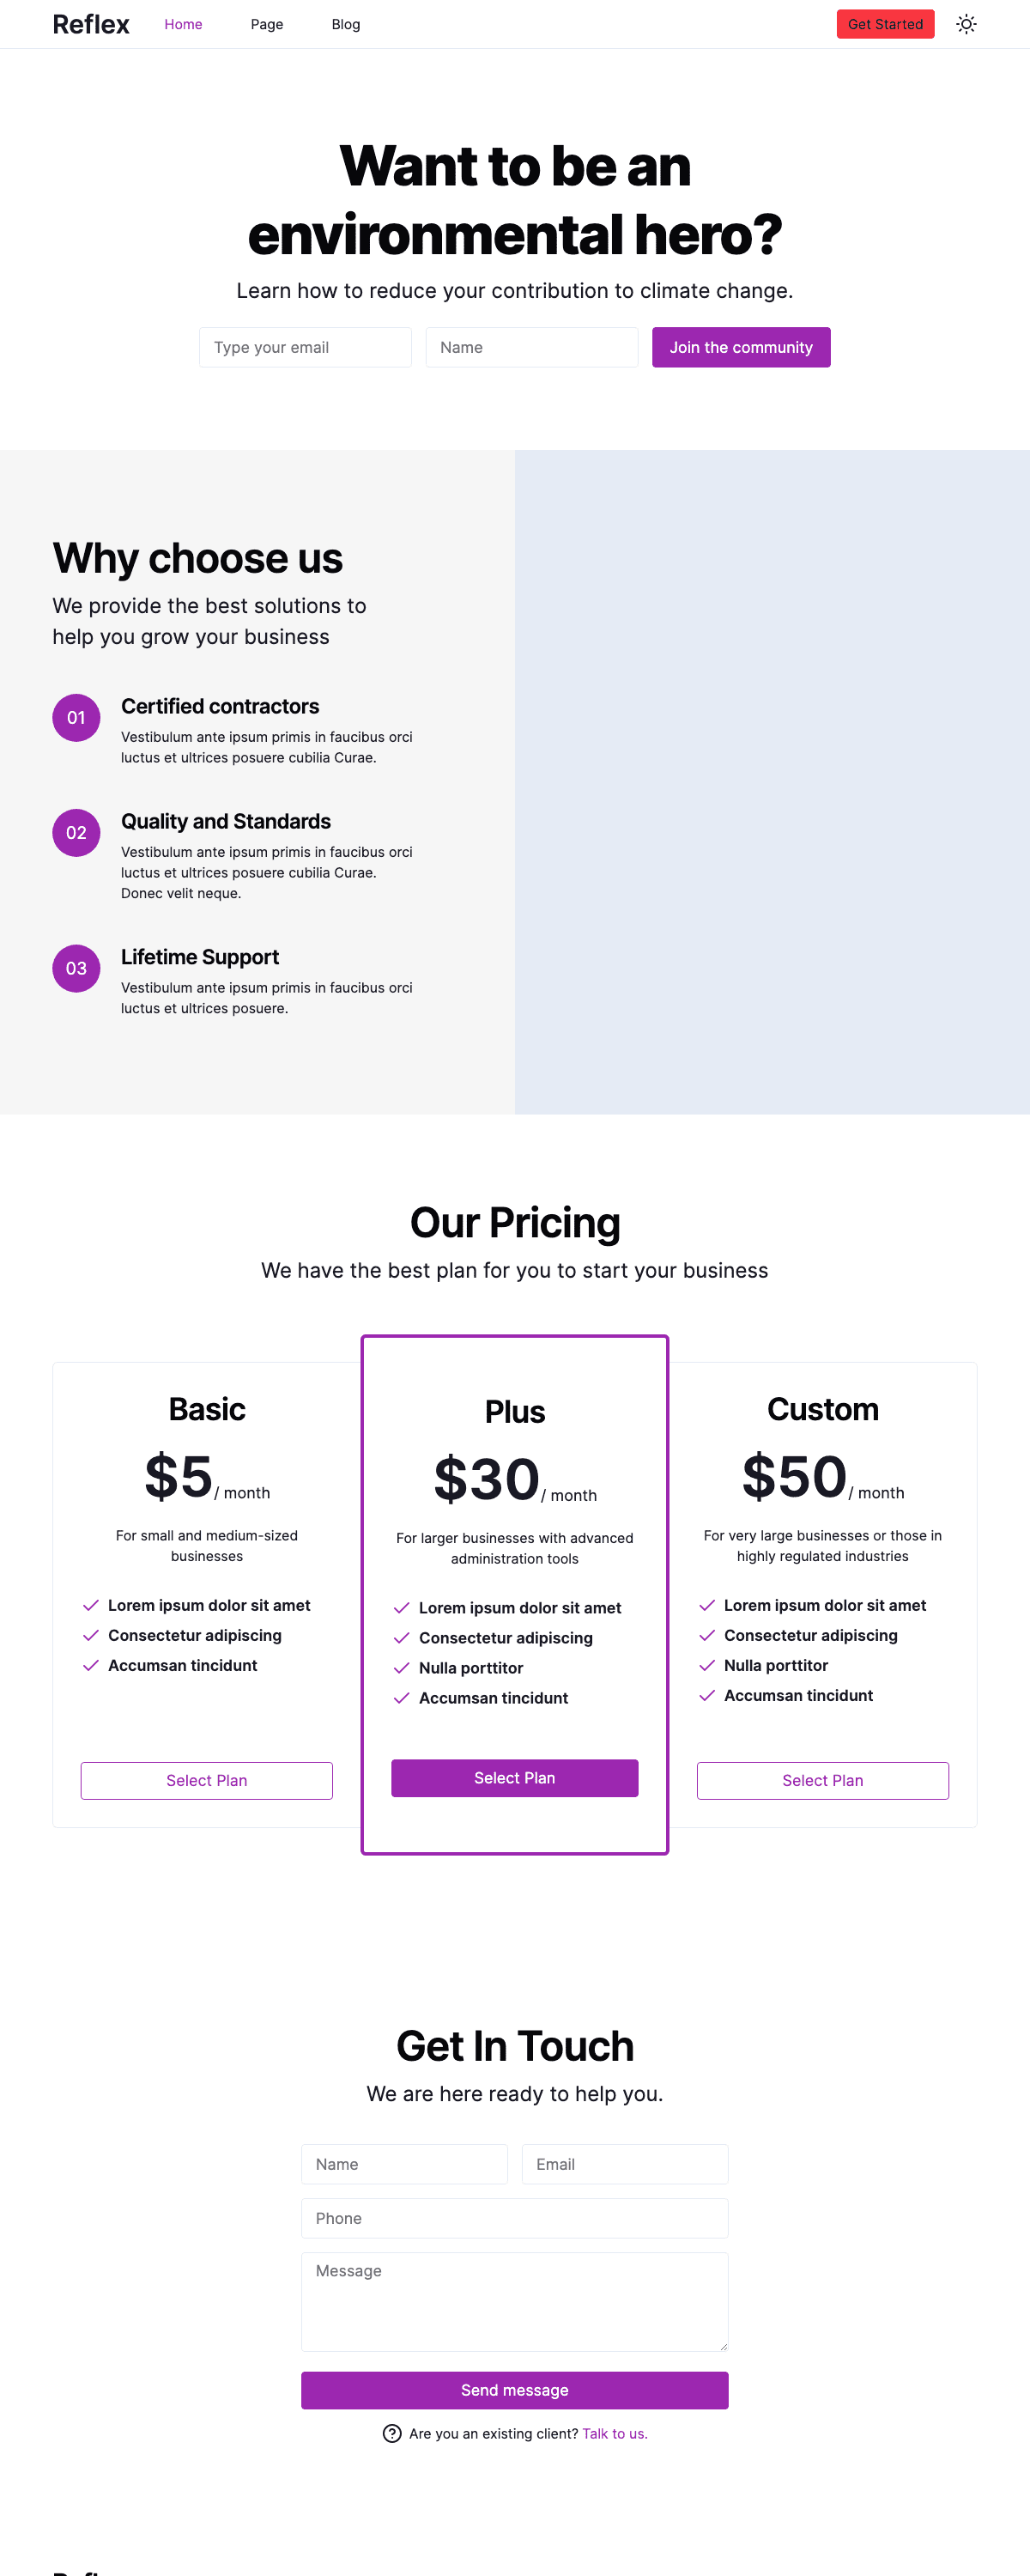 Reflex
Home
Page
Blog
Get Started
Want to be an
environmental hero?
Learn how to reduce your contribution to climate change.
Type your email
Name
Join the community
Why choose us
We provide the best solutions to
help you grow your business
01
Certified contractors
Vestibulum ante ipsum primis in faucibus orci
luctus et ultrices posuere cubilia Curae.
02
Quality and Standards
Vestibulum ante ipsum primis in faucibus orci
luctus et ultrices posuere cubilia Curae.
Donec velit neque.
03
Lifetime Support
Vestibulum ante ipsum primis in faucibus orci
luctus et ultrices posuere.
Our Pricing
We have the best plan for you to start your business
Basic
$5/ month
For small and medium-sized
businesses
Lorem ipsum dolor sit amet
Consectetur adipiscing
Accumsan tincidunt
Select Plan
Plus
$30/ month
For larger businesses with advanced
administration tools
Lorem ipsum dolor sit amet
Consectetur adipiscing
Nulla porttitor
Accumsan tincidunt
Select Plan
Custom
$50/ month
For very large businesses or those in
highly regulated industries
Lorem ipsum dolor sit amet
Consectetur adipiscing
Nulla porttitor
Accumsan tincidunt
Select Plan
Get In Touch
We are here ready to help you.
Name
Email
Phone
Message
Send message
Are you an existing client? Talk to us.